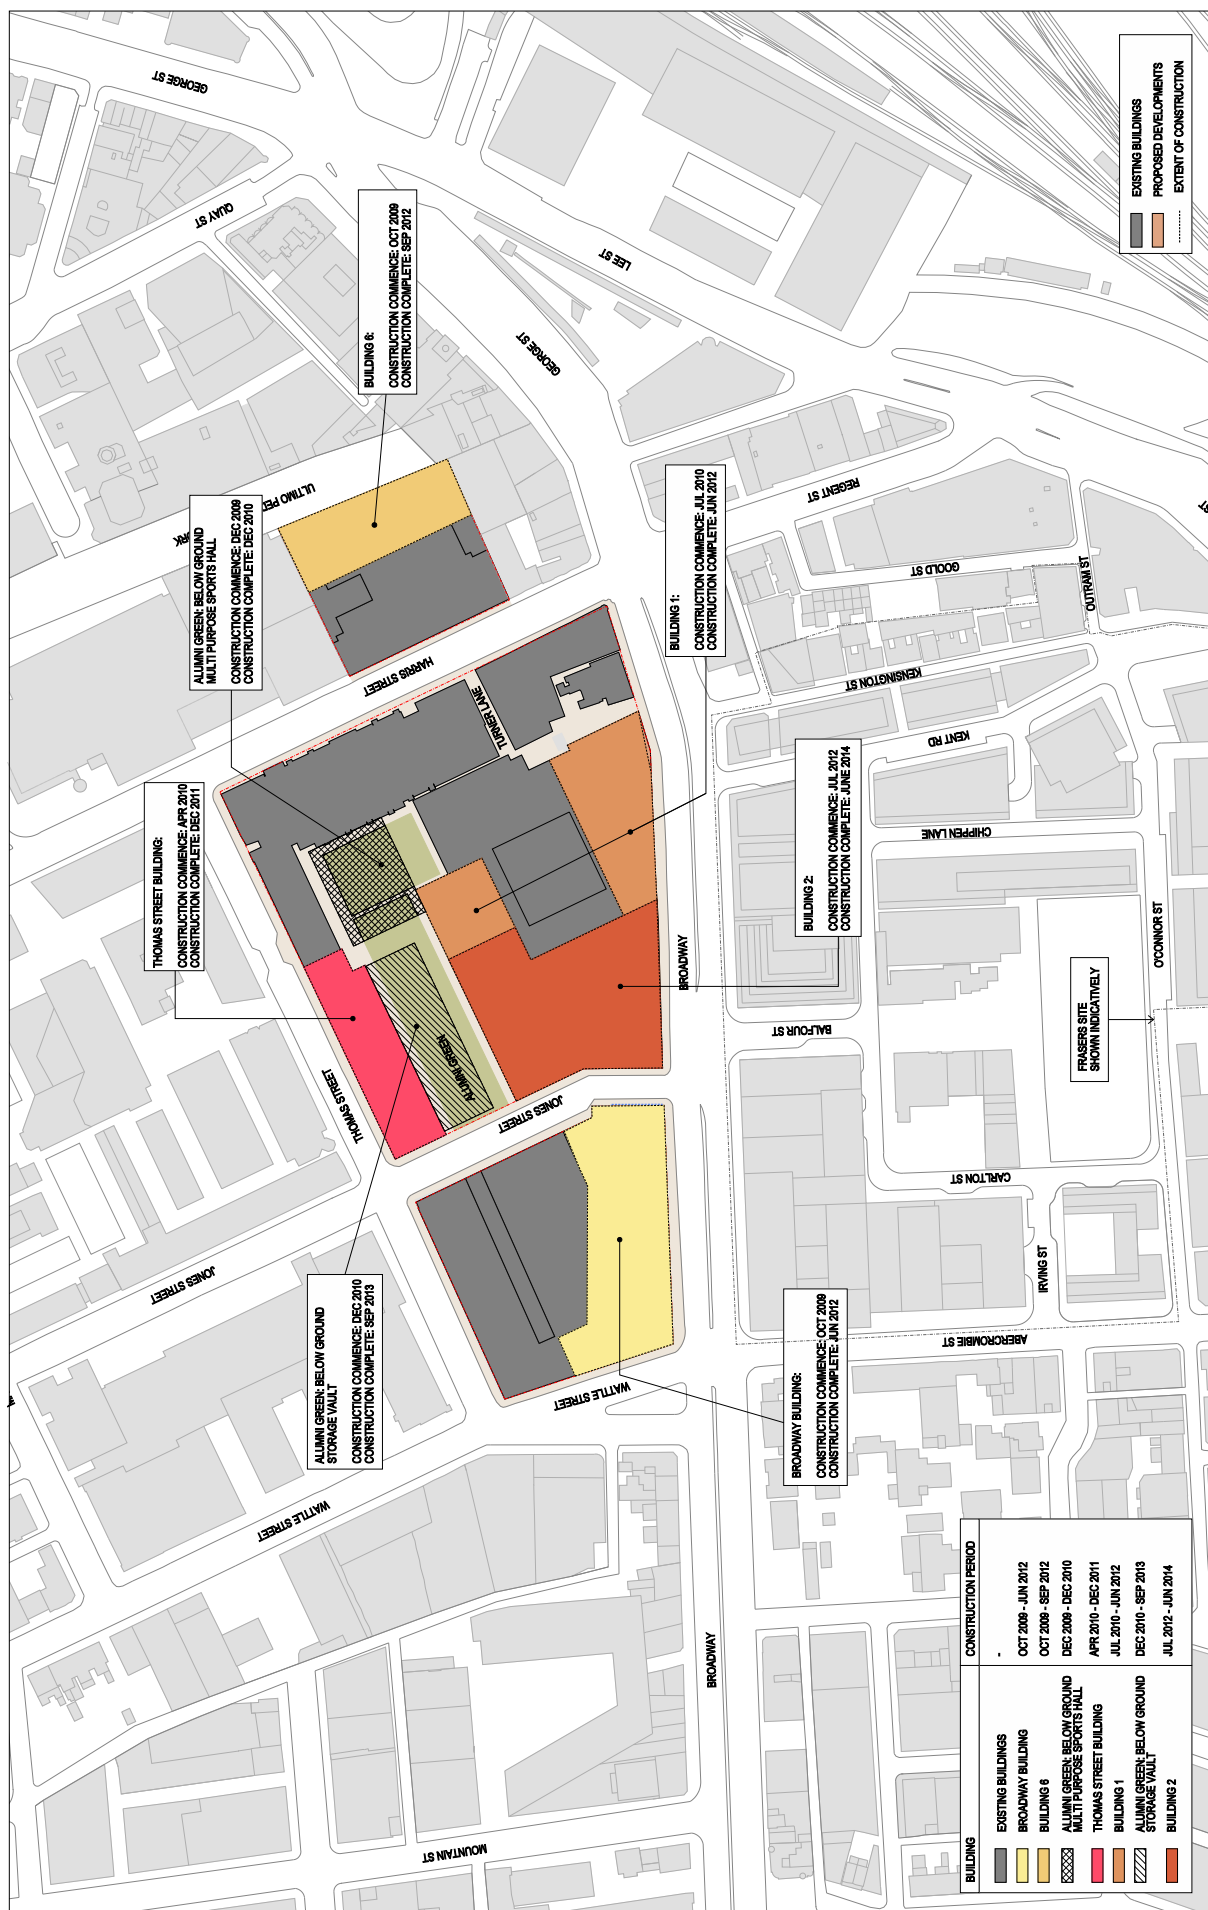 GEORGE ST
QUAY ST
BUILDING 6:
CONSTRUCTION COMMENCE: OCT 2009
CONSTRUCTION COMPLETE: SEP 2012
EXISTING BUILDINGS
PROPOSED DEVELOPMENTS
EXTENT OF CONSTRUCTION
LEE ST
GEORGE ST
ALUMNI GREEN: BELOW GROUND
MULTI PURPOSE SPORTS HALL
CONSTRUCTION COMMENCE: DEC 2009
CONSTRUCTION COMPLETE: DEC 2010
ULTIMO PE
RK
BUILDING 1:
CONSTRUCTION COMMENCE: JUL 2010
CONSTRUCTION COMPLETE: JUN 2012
REGENT ST
GOOLD ST
OUTRAM ST
HARRIS STREET
TURNER LANE
KENSINGTON ST
KENT RD
THOMAS STREET BUILDING:
CONSTRUCTION COMMENCE: APR 2010
CONSTRUCTION COMPLETE: DEC 2011
BUILDING 2:
CONSTRUCTION COMMENCE: JUL 2012
CONSTRUCTION COMPLETE: JUNE 2014
CHIPPEN LANE
O'CONNOR ST
BROADWAY
BALFOUR ST
FRASERS SITE
SHOWN INDICATIVELY
THOMAS STREET
ALUMNI GREEN
JONES STREET
CARLTON ST
IRVING ST
ABERCROMBIE ST
JONES STREET
ALUMNI GREEN: BELOW GROUND
STORAGE VAULT
CONSTRUCTION COMMENCE: DEC 2010
CONSTRUCTION COMPLETE: SEP 2013
WATTLE STREET
BROADWAY BUILDING:
CONSTRUCTION COMMENCE: OCT 2009
CONSTRUCTION COMPLETE: JUN 2012
WATTLE STREET
BROADWAY
MOUNTAIN ST
BUILDING CONSTRUCTION PERIOD
EXISTING BUILDINGS -
BROADWAY BUILDING OCT 2009 - JUN 2012
BUILDING 6 OCT 2009 - SEP 2012
ALUMNI GREEN: BELOW GROUND DEC 2009 - DEC 2010
MULTI PURPOSE SPORTS HALL
THOMAS STREET BUILDING APR 2010 - DEC 2011
BUILDING 1 JUL 2010 - JUN 2012
ALUMNI GREEN: BELOW GROUND DEC 2010 - SEP 2013
STORAGE VAULT
BUILDING 2 JUL 2012 - JUN 2014